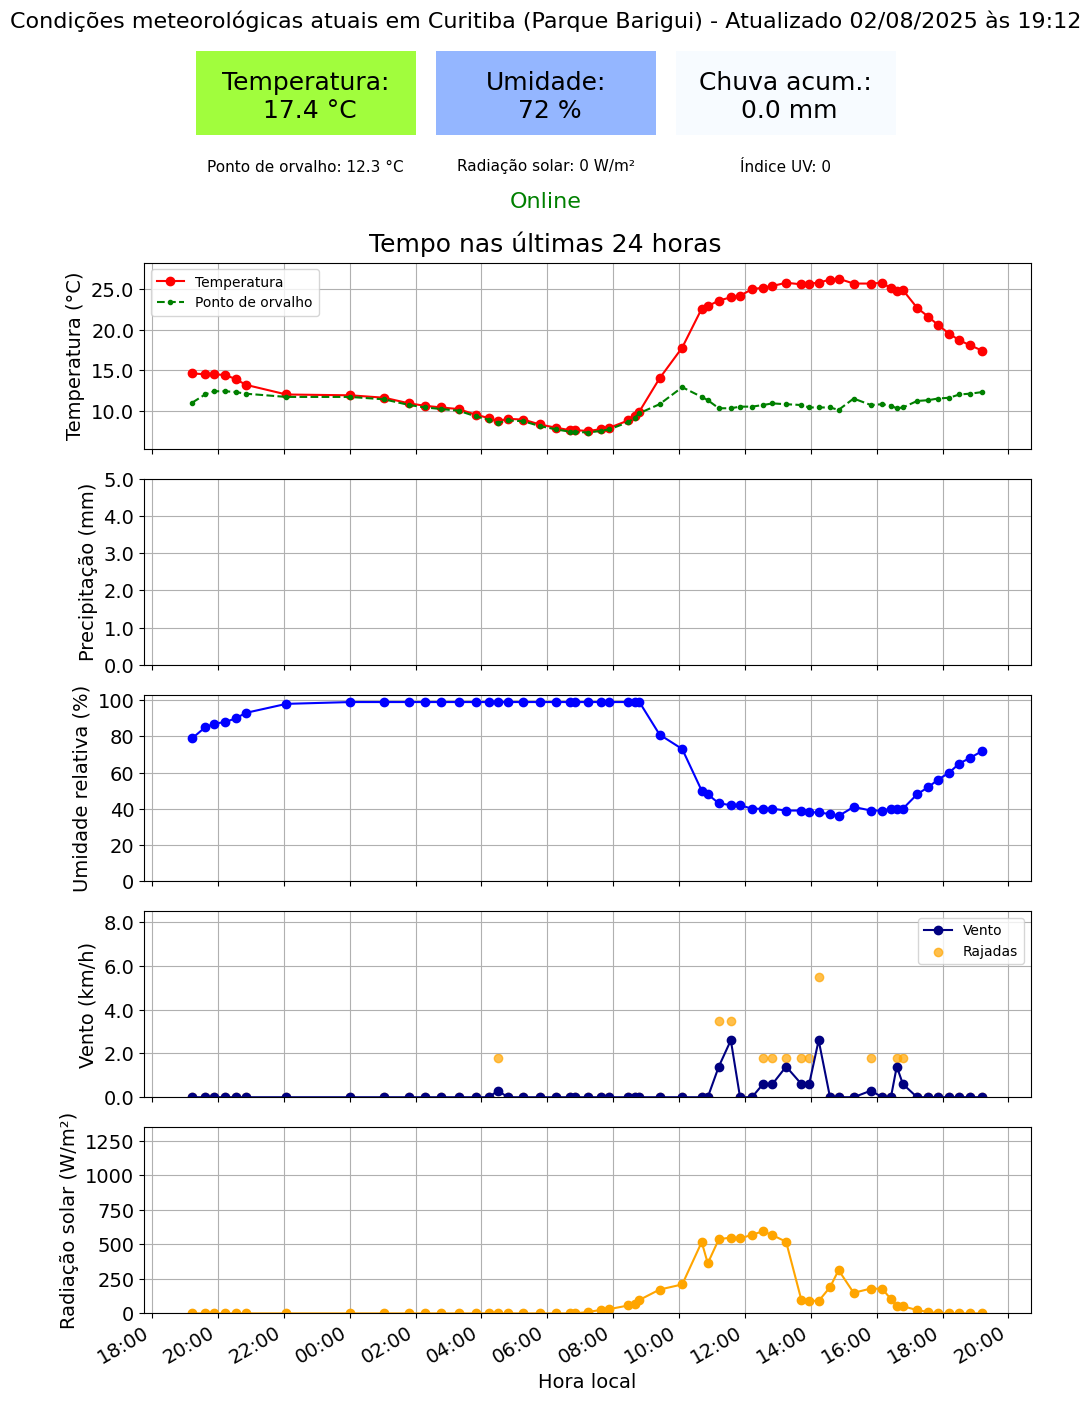 Condições meteorológicas atuais em Curitiba (Parque Barigui) - Atualizado 02/08/2025 às 19:12
Temperatura:
17.4 °C
Umidade:
72 %
Chuva acum.:
0.0 mm
Ponto de orvalho: 12.3 °C
Radiação solar: 0 W/m²
Índice UV: 0
Online
Tempo nas últimas 24 horas
Temperatura (°C)
25.0
20.0
15.0
10.0
Temperatura
Ponto de orvalho
Precipitação (mm)
5.0
4.0
3.0
2.0
1.0
0.0
Umidade relativa (%)
100
80
60
40
20
0
Vento (km/h)
8.0
6.0
4.0
2.0
0.0
Vento
Rajadas
Radiação solar (W/m²)
1250
1000
750
500
250
0
18:00
20:00
22:00
00:00
02:00
04:00
06:00
08:00
10:00
12:00
14:00
16:00
18:00
20:00
Hora local